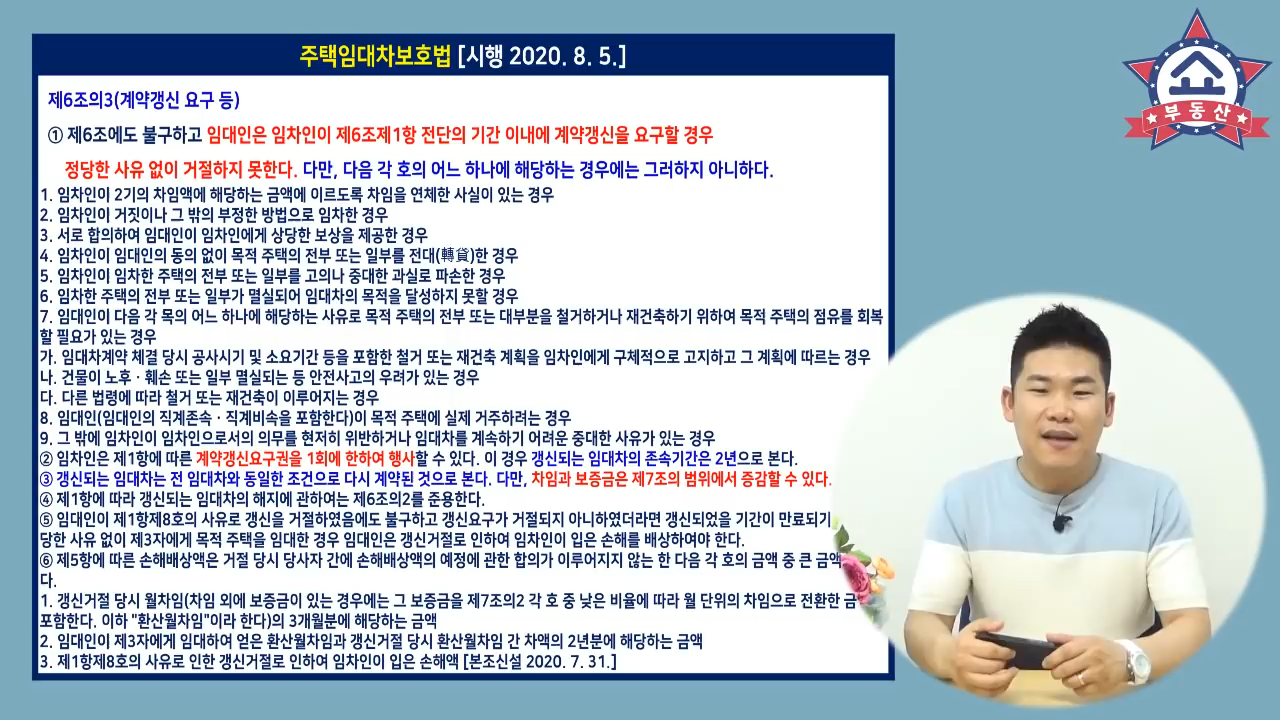 주택임대차보호법 [시행 2020. 8. 5.]
부동산
제6조의3(계약갱신 요구 등)
① 제6조에도 불구하고 임대인은 임차인이 제6조제1항 전단의 기간 이내에 계약갱신을 요구할 경우
정당한 사유 없이 거절하지 못한다. 다만, 다음 각 호의 어느 하나에 해당하는 경우에는 그러하지 아니하다.
1. 임차인이 2기의 차임액에 해당하는 금액에 이르도록 차임을 연체한 사실이 있는 경우
2. 임차인이 거짓이나 그 밖의 부정한 방법으로 임차한 경우
3. 서로 합의하여 임대인이 임차인에게 상당한 보상을 제공한 경우
4. 임차인이 임대인의 동의 없이 목적 주택의 전부 또는 일부를 전대(轉貸)한 경우
5. 임차인이 임차한 주택의 전부 또는 일부를 고의나 중대한 과실로 파손한 경우
6. 임차한 주택의 전부 또는 일부가 멸실되어 임대차의 목적을 달성하지 못할 경우
7. 임대인이 다음 각 목의 어느 하나에 해당하는 사유로 목적 주택의 전부 또는 대부분을 철거하거나 재건축하기 위하여 목적 주택의 점유를 회복
할 필요가 있는 경우
가. 임대차계약 체결 당시 공사시기 및 소요기간 등을 포함한 철거 또는 재건축 계획을 임차인에게 구체적으로 고지하고 그 계획에 따르는 경우
나. 건물이 노후ㆍ훼손 또는 일부 멸실되는 등 안전사고의 우려가 있는 경우
다. 다른 법령에 따라 철거 또는 재건축이 이루어지는 경우
8. 임대인(임대인의 직계존속ㆍ직계비속을 포함한다)이 목적 주택에 실제 거주하려는 경우
9. 그 밖에 임차인이 임차인으로서의 의무를 현저히 위반하거나 임대차를 계속하기 어려운 중대한 사유가 있는 경우
② 임차인은 제1항에 따른 계약갱신요구권을 1회에 한하여 행사할 수 있다. 이 경우 갱신되는 임대차의 존속기간은 2년으로 본다.
③ 갱신되는 임대차는 전 임대차와 동일한 조건으로 다시 계약된 것으로 본다. 다만, 차임과 보증금은 제7조의 범위에서 증감할 수 있다.
④ 제1항에 따라 갱신되는 임대차의 해지에 관하여는 제6조의2를 준용한다.
⑤ 임대인이 제1항제8호의 사유로 갱신을 거절하였음에도 불구하고 갱신요구가 거절되지 아니하였더라면 갱신되었을 기간이 만료되기
당한 사유 없이 제3자에게 목적 주택을 임대한 경우 임대인은 갱신거절로 인하여 임차인이 입은 손해를 배상하여야 한다.
⑥ 제5항에 따른 손해배상액은 거절 당시 당사자 간에 손해배상액의 예정에 관한 합의가 이루어지지 않는 한 다음 각 호의 금액 중 큰 금액
다.
1. 갱신거절 당시 월차임(차임 외에 보증금이 있는 경우에는 그 보증금을 제7조의2 각 호 중 낮은 비율에 따라 월 단위의 차임으로 전환한 금
포함한다. 이하 "환산월차임"이라 한다)의 3개월분에 해당하는 금액
2. 임대인이 제3자에게 임대하여 얻은 환산월차임과 갱신거절 당시 환산월차임 간 차액의 2년분에 해당하는 금액
3. 제1항제8호의 사유로 인한 갱신거절로 인하여 임차인이 입은 손해액 [본조신설 2020. 7. 31.]